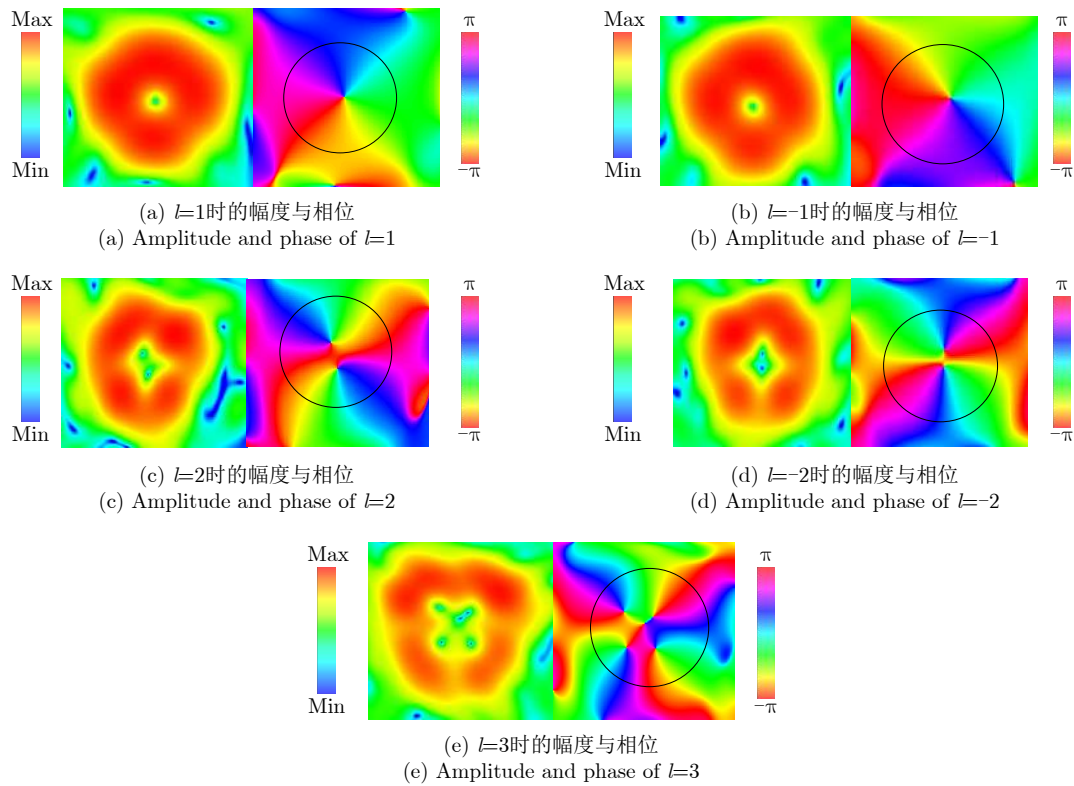 Max
Min
π
−π
Max
Min
π
−π
(a) l=1时的幅度与相位
(a) Amplitude and phase of l=1
(b) l=−1时的幅度与相位
(b) Amplitude and phase of l=−1
Max
Min
π
−π
Max
Min
π
−π
(c) l=2时的幅度与相位
(c) Amplitude and phase of l=2
(d) l=−2时的幅度与相位
(d) Amplitude and phase of l=−2
Max
Min
π
−π
(e) l=3时的幅度与相位
(e) Amplitude and phase of l=3